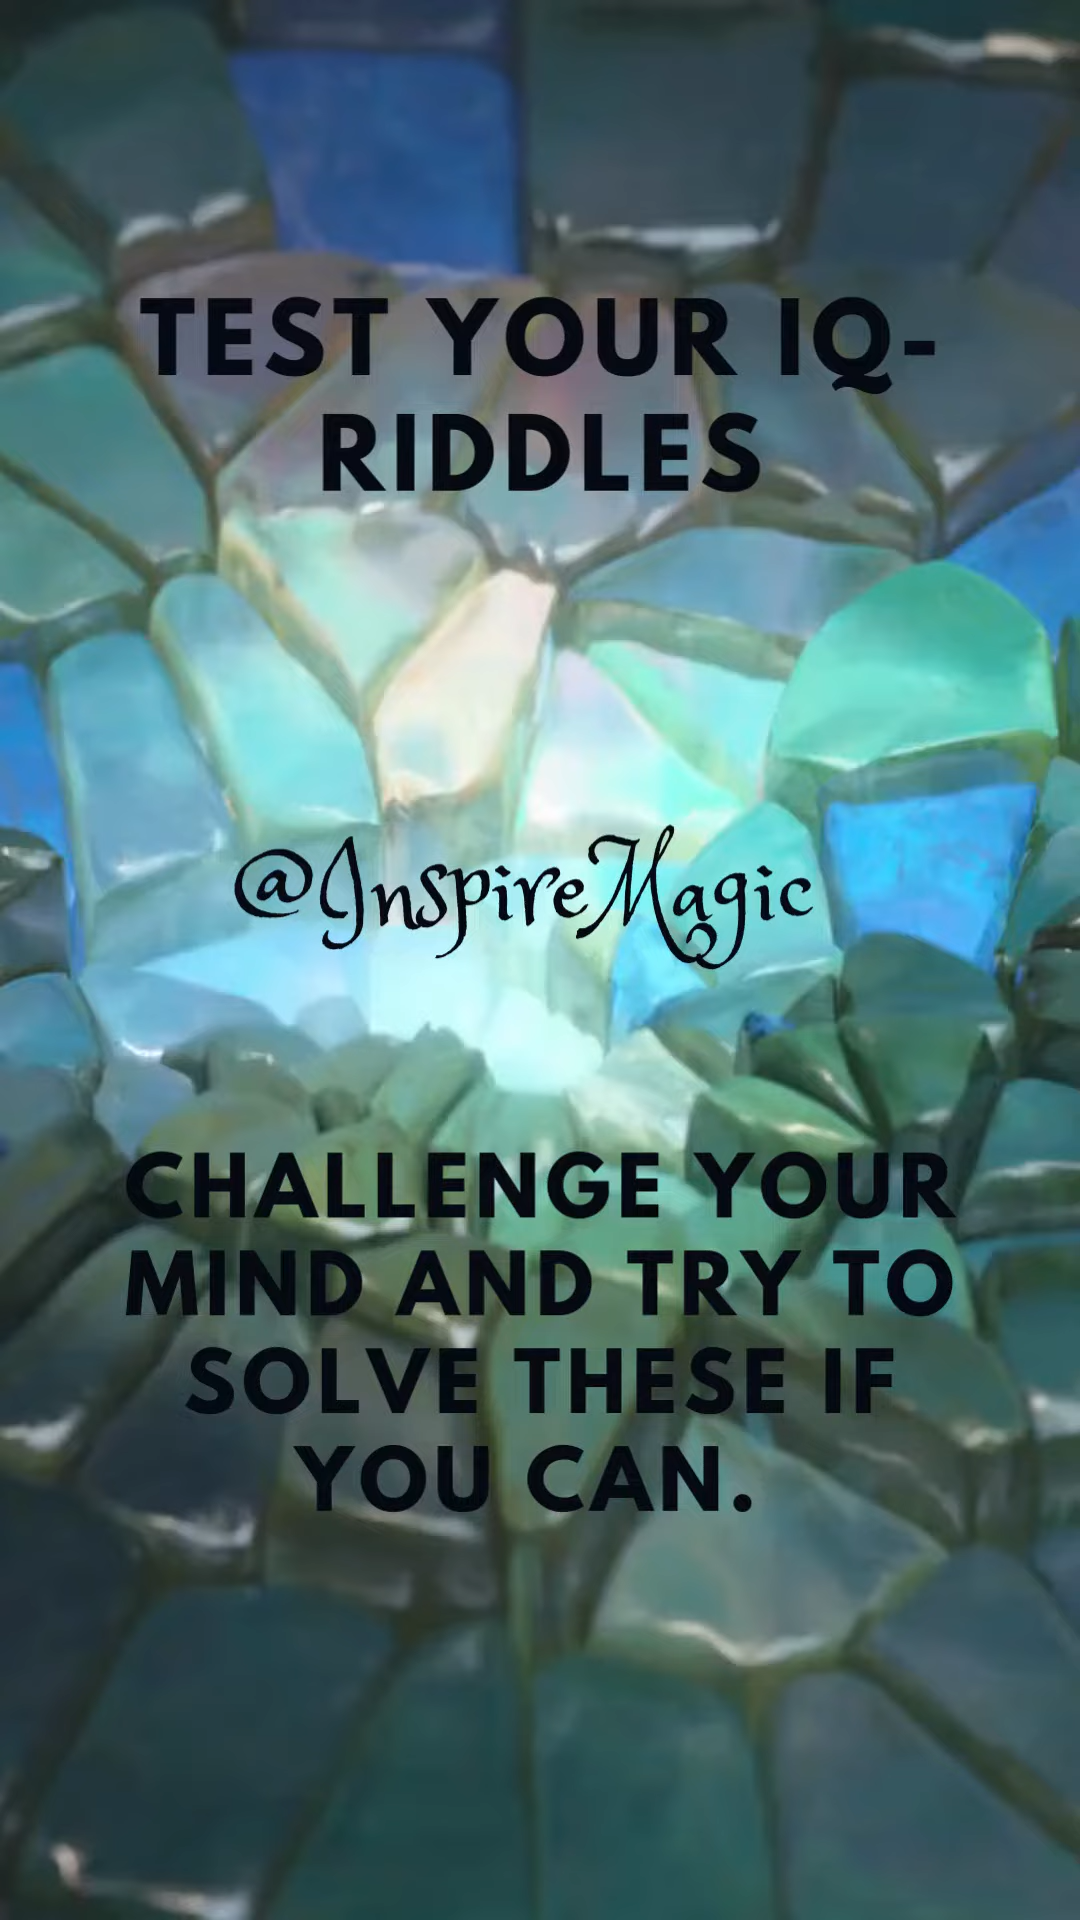 TEST YOUR IQ-
RIDDLES
@InspireMagic
CHALLENGE YOUR
MIND AND TRY TO
SOLVE THESE IF
YOU CAN.